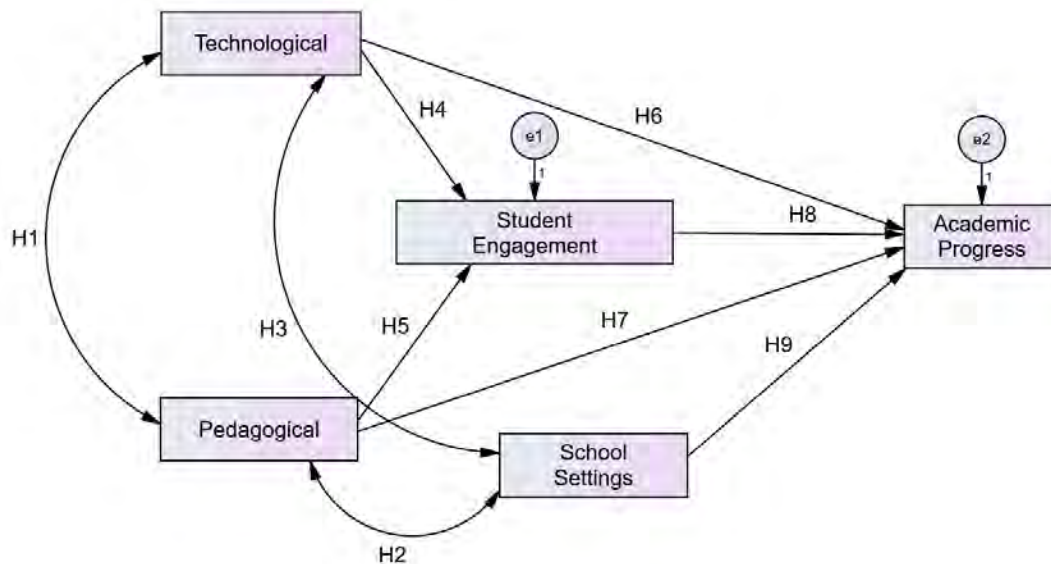 Technological
H4
H6
e1
1
e2
1
H1
Student
Engagement
H8
Academic
Progress
H3
H5
H7
H9
Pedagogical
School
Settings
H2